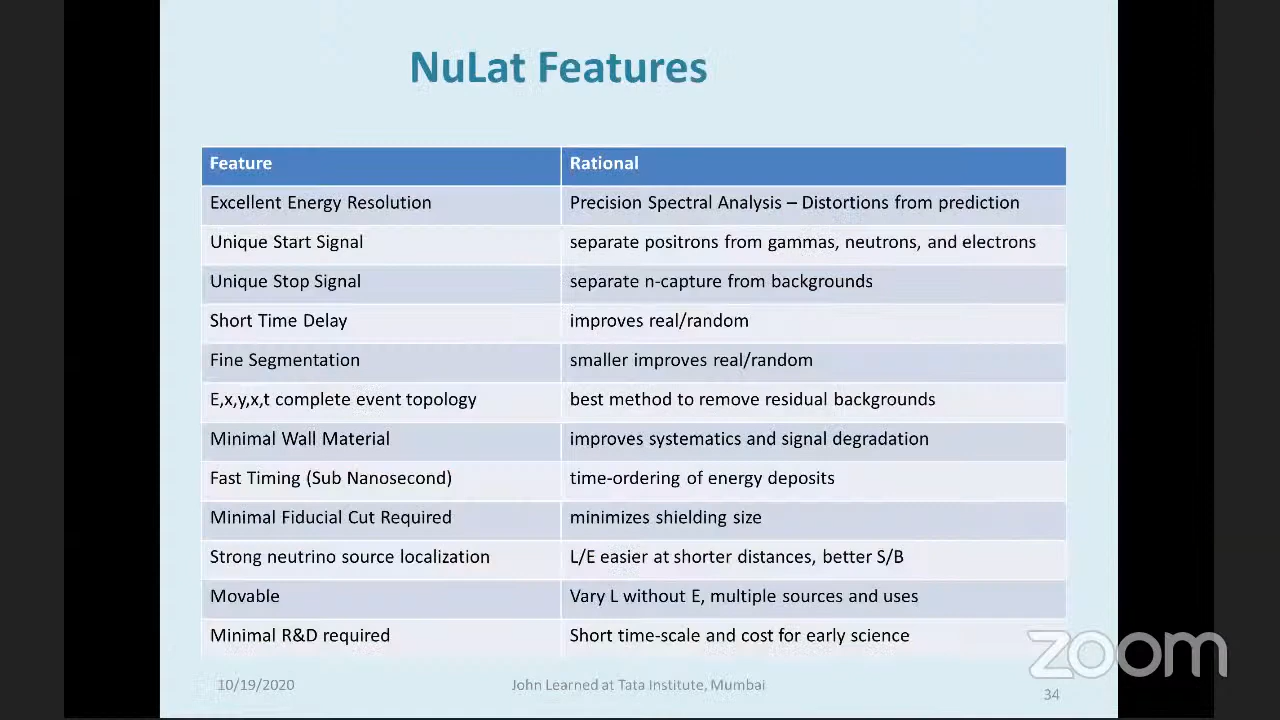 NuLat Features
Feature Rational
Excellent Energy Resolution Precision Spectral Analysis – Distortions from prediction
Unique Start Signal separate positrons from gammas, neutrons, and electrons
Unique Stop Signal separate n-capture from backgrounds
Short Time Delay improves real/random
Fine Segmentation smaller improves real/random
E,x,y,x,t complete event topology best method to remove residual backgrounds
Minimal Wall Material improves systematics and signal degradation
Fast Timing (Sub Nanosecond) time-ordering of energy deposits
Minimal Fiducial Cut Required minimizes shielding size
Strong neutrino source localization L/E easier at shorter distances, better S/B
Movable Vary L without E, multiple sources and uses
Minimal R&D required Short time-scale and cost for early science
zoom
10/19/2020 John Learned at Tata Institute, Mumbai 34